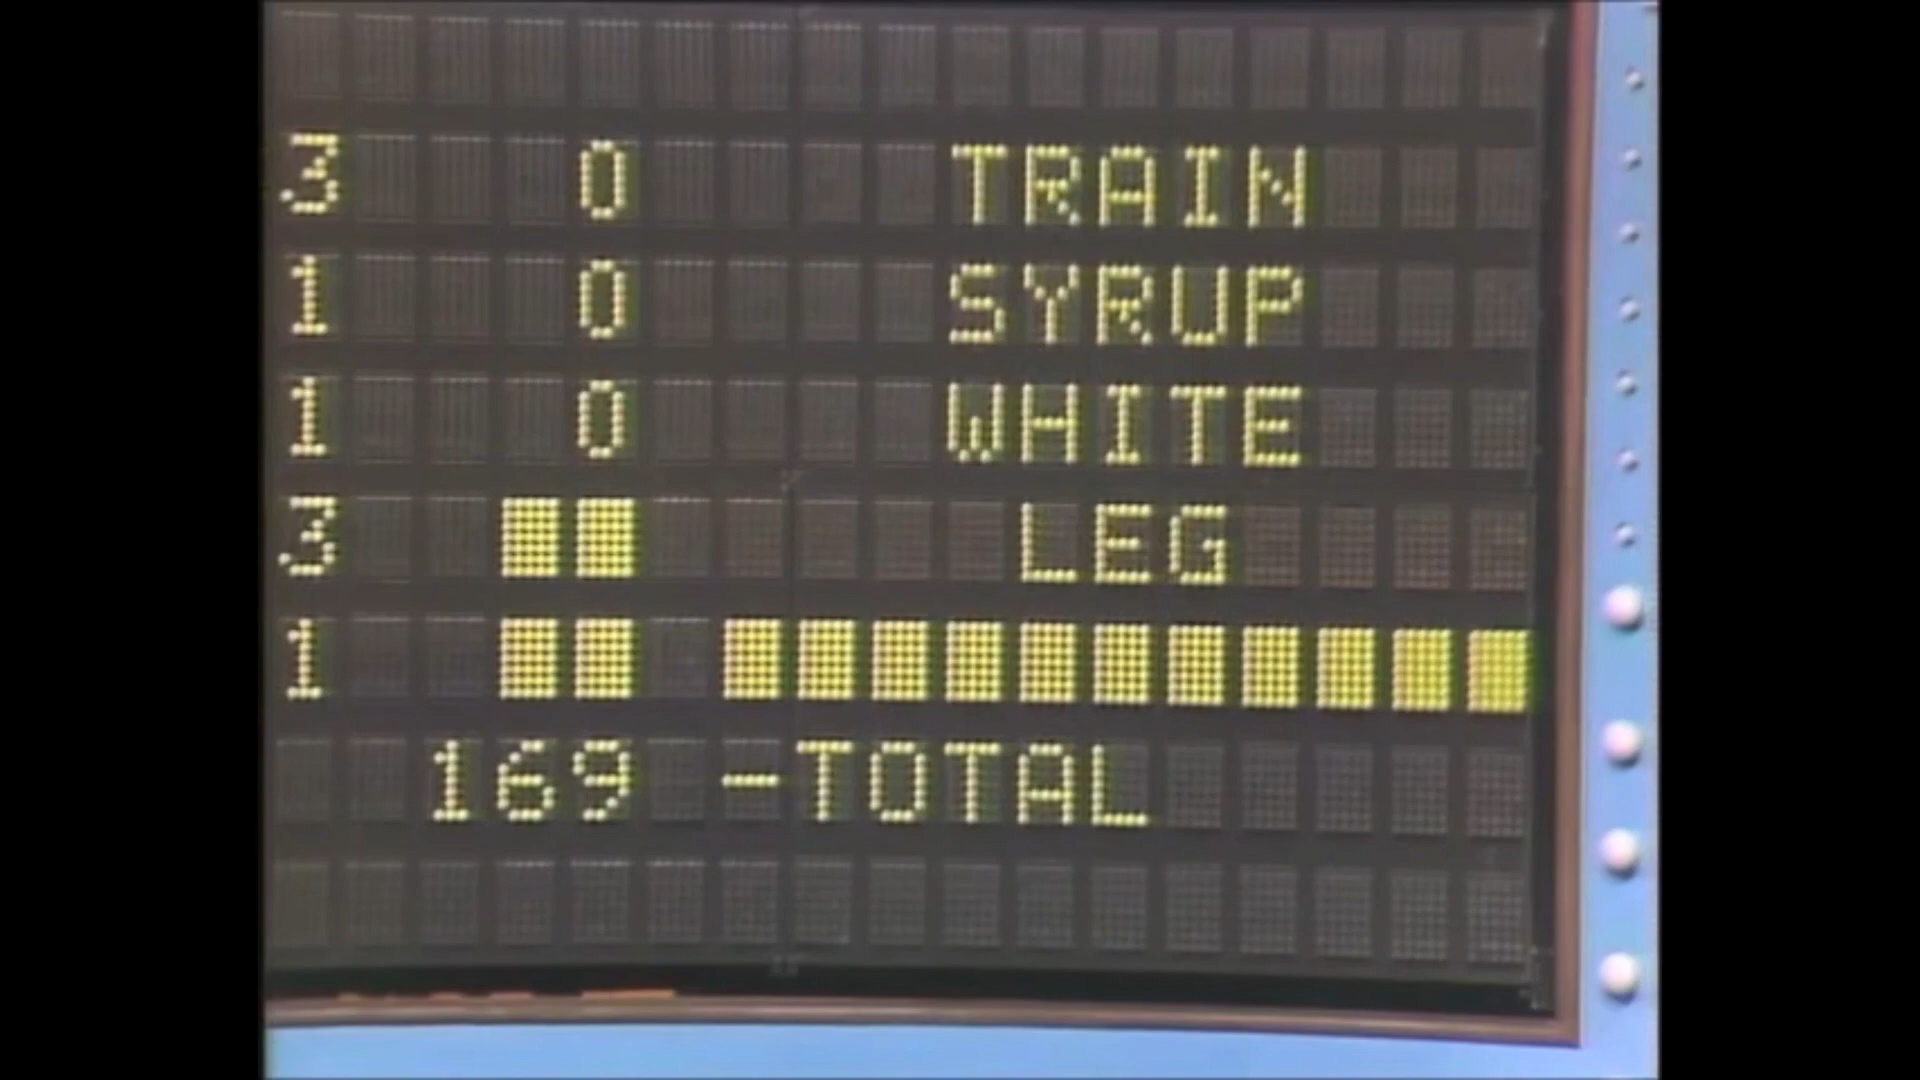 3 0 TRAIN
1 0 SYRUP
1 0 WHITE
3 LEG
1
169 -TOTAL